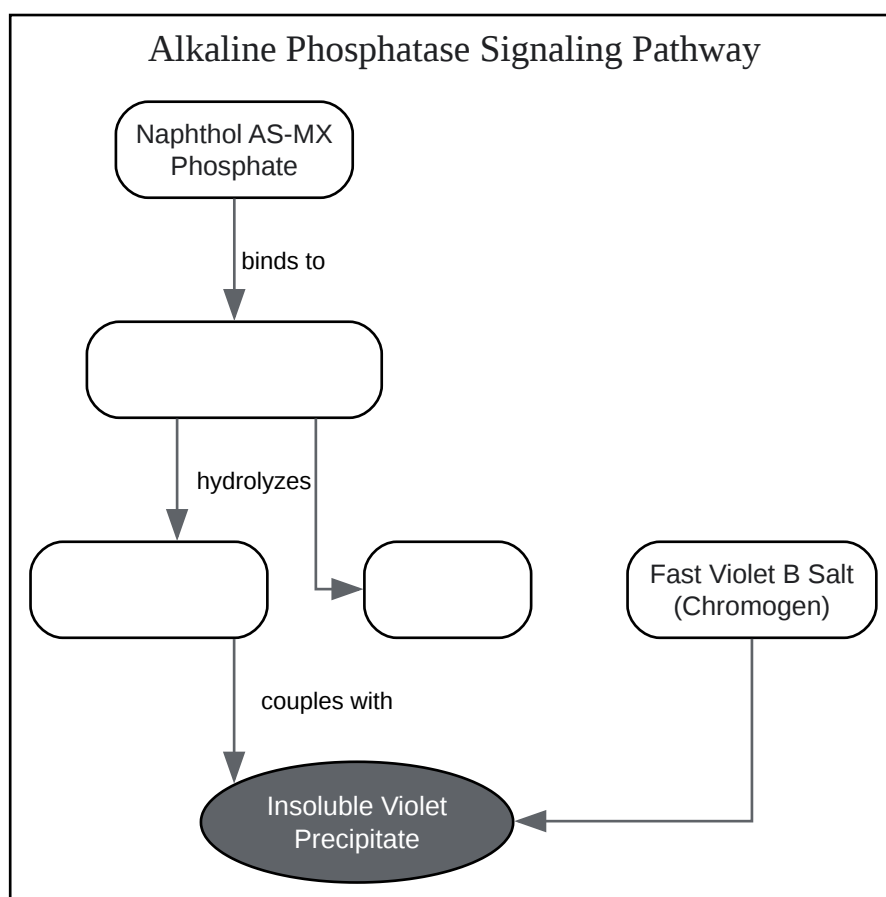 Alkaline Phosphatase Signaling Pathway
Naphthol AS-MX
Phosphate
binds to
hydrolyzes
Fast Violet B Salt
(Chromogen)
couples with
Insoluble Violet
Precipitate